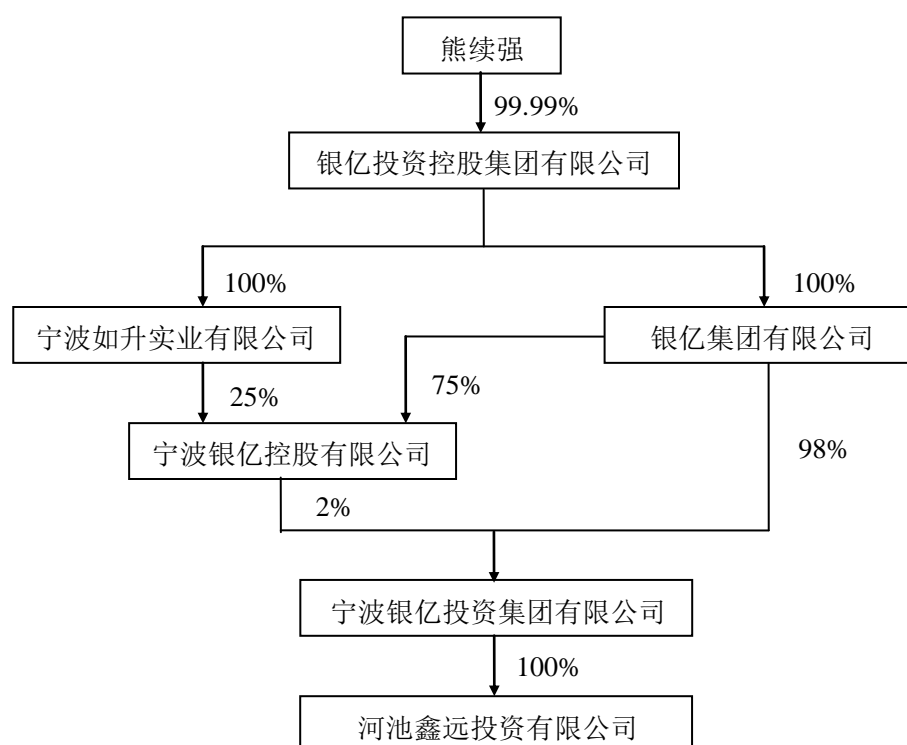 熊续强
99.99%
银亿投资控股集团有限公司
100%
100%
宁波如升实业有限公司
银亿集团有限公司
25%
75%
宁波银亿控股有限公司
98%
2%
宁波银亿投资集团有限公司
100%
河池鑫远投资有限公司